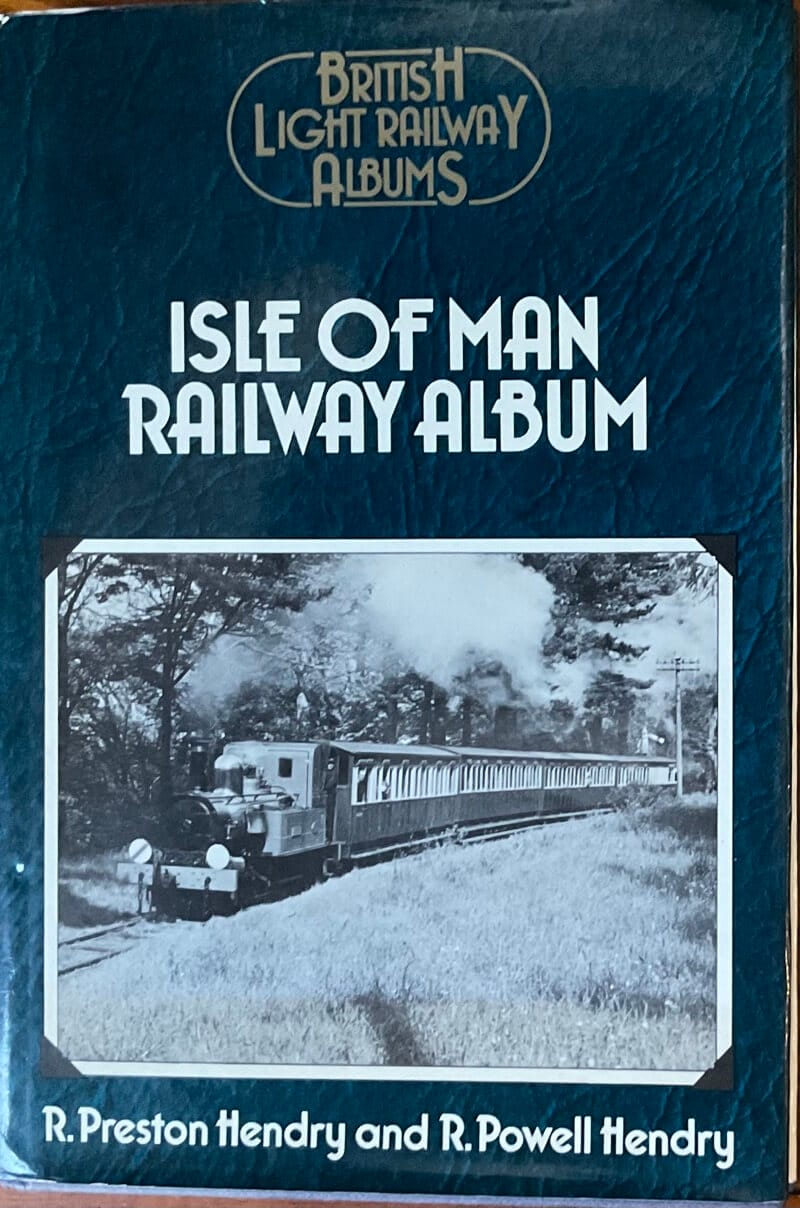 BRITISH
LIGHT RAILWAY
ALBUMS
ISLE OF MAN
RAILWAY ALBUM
R. Preston Hendry and R. Powell Hendry